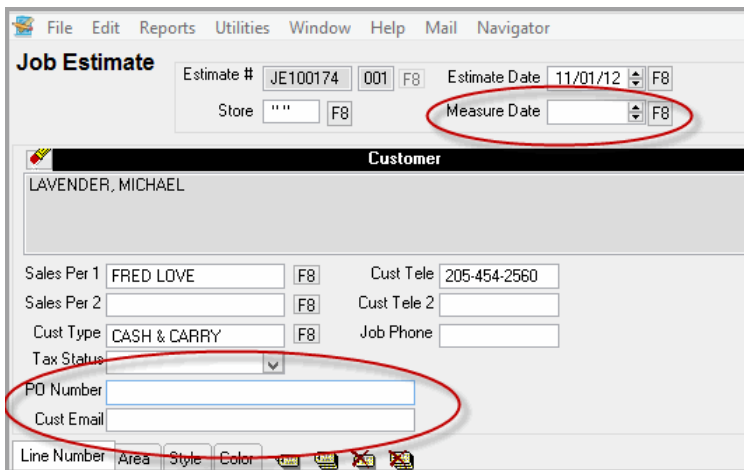 File Edit Reports Utilities Window Help Mail Navigator
Job Estimate
Estimate # JE100174 001 F8 Estimate Date 11/01/12 F8
Store "" F8 Measure Date F8
Customer
LAVENDER, MICHAEL
Sales Per 1 FRED LOVE F8 Cust Tele 205-454-2560
Sales Per 2 F8 Cust Tele 2
Cust Type CASH & CARRY F8 Job Phone
Tax Status
PO Number
Cust Email
Line Number Area Style Color